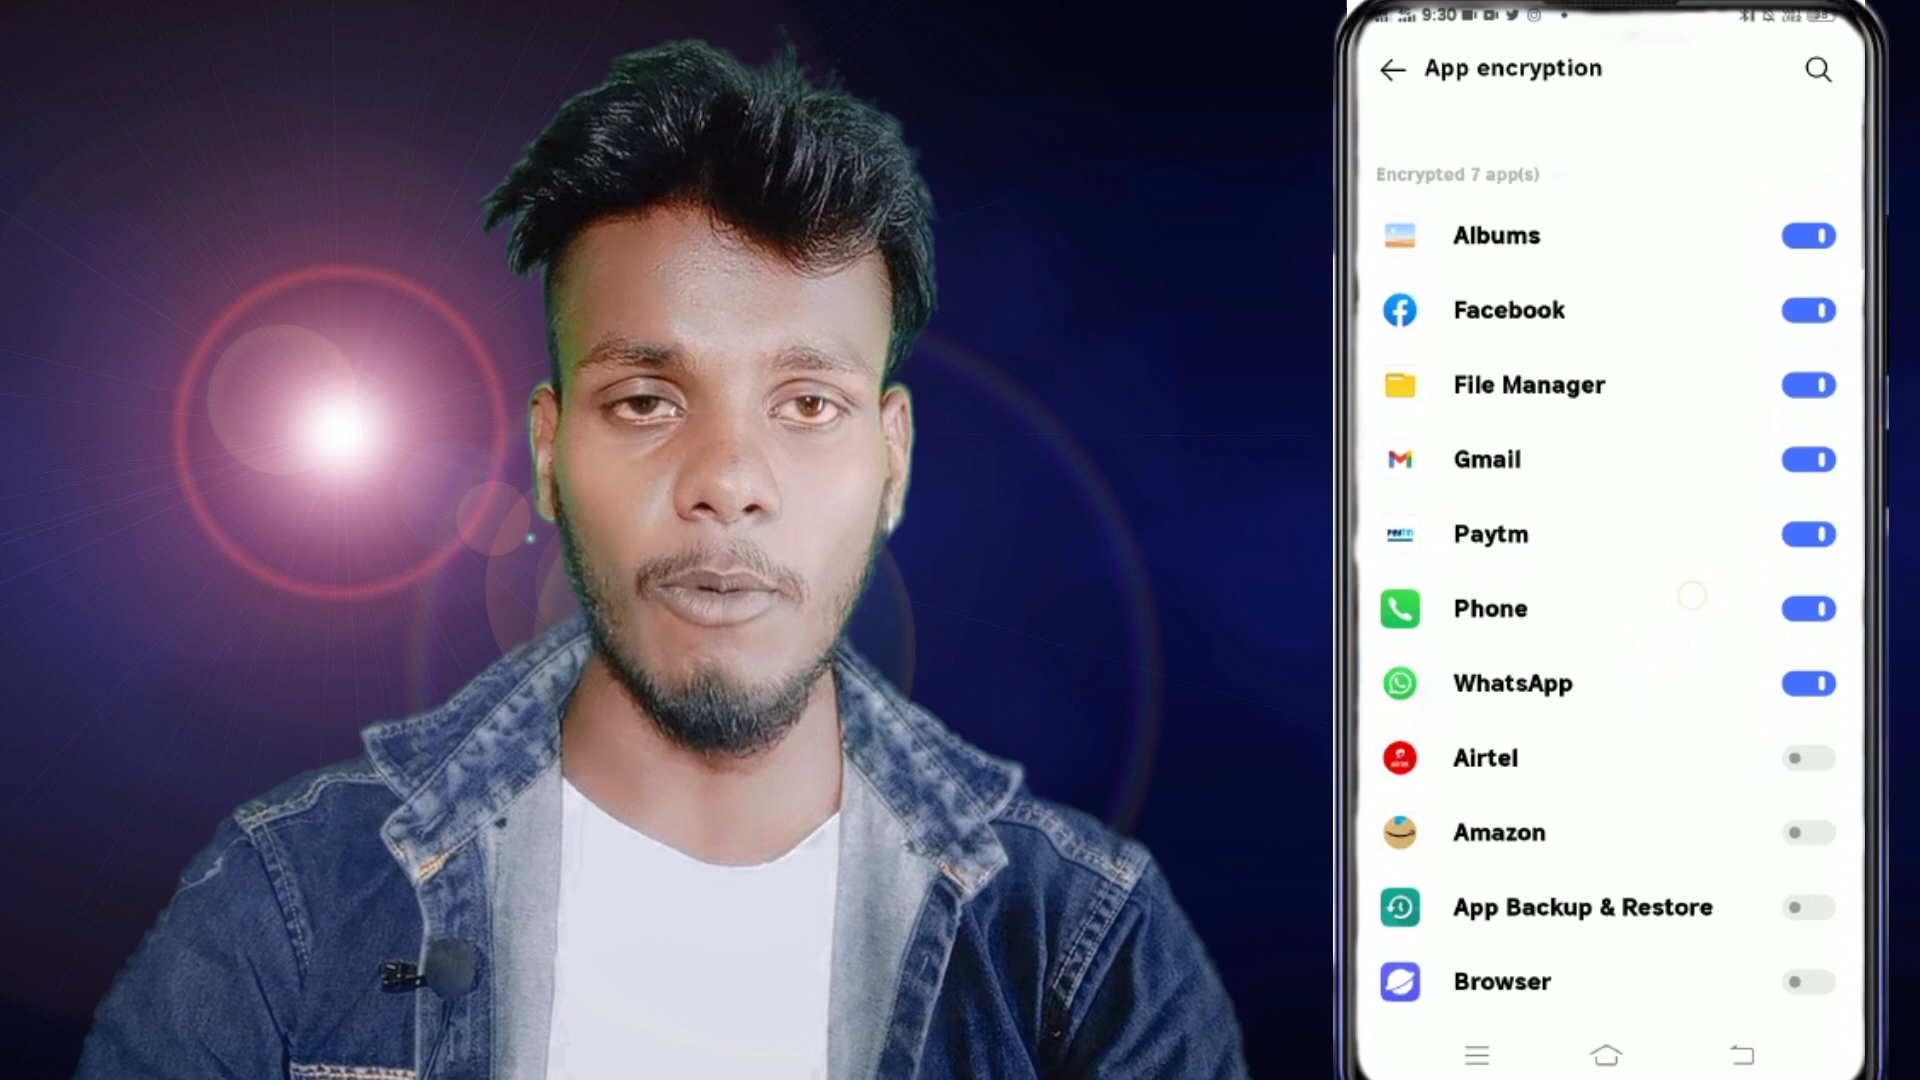 9:30
App encryption
Encrypted 7 app(s)
Albums
Facebook
File Manager
Gmail
Paytm
Phone
WhatsApp
Airtel
Amazon
App Backup & Restore
Browser